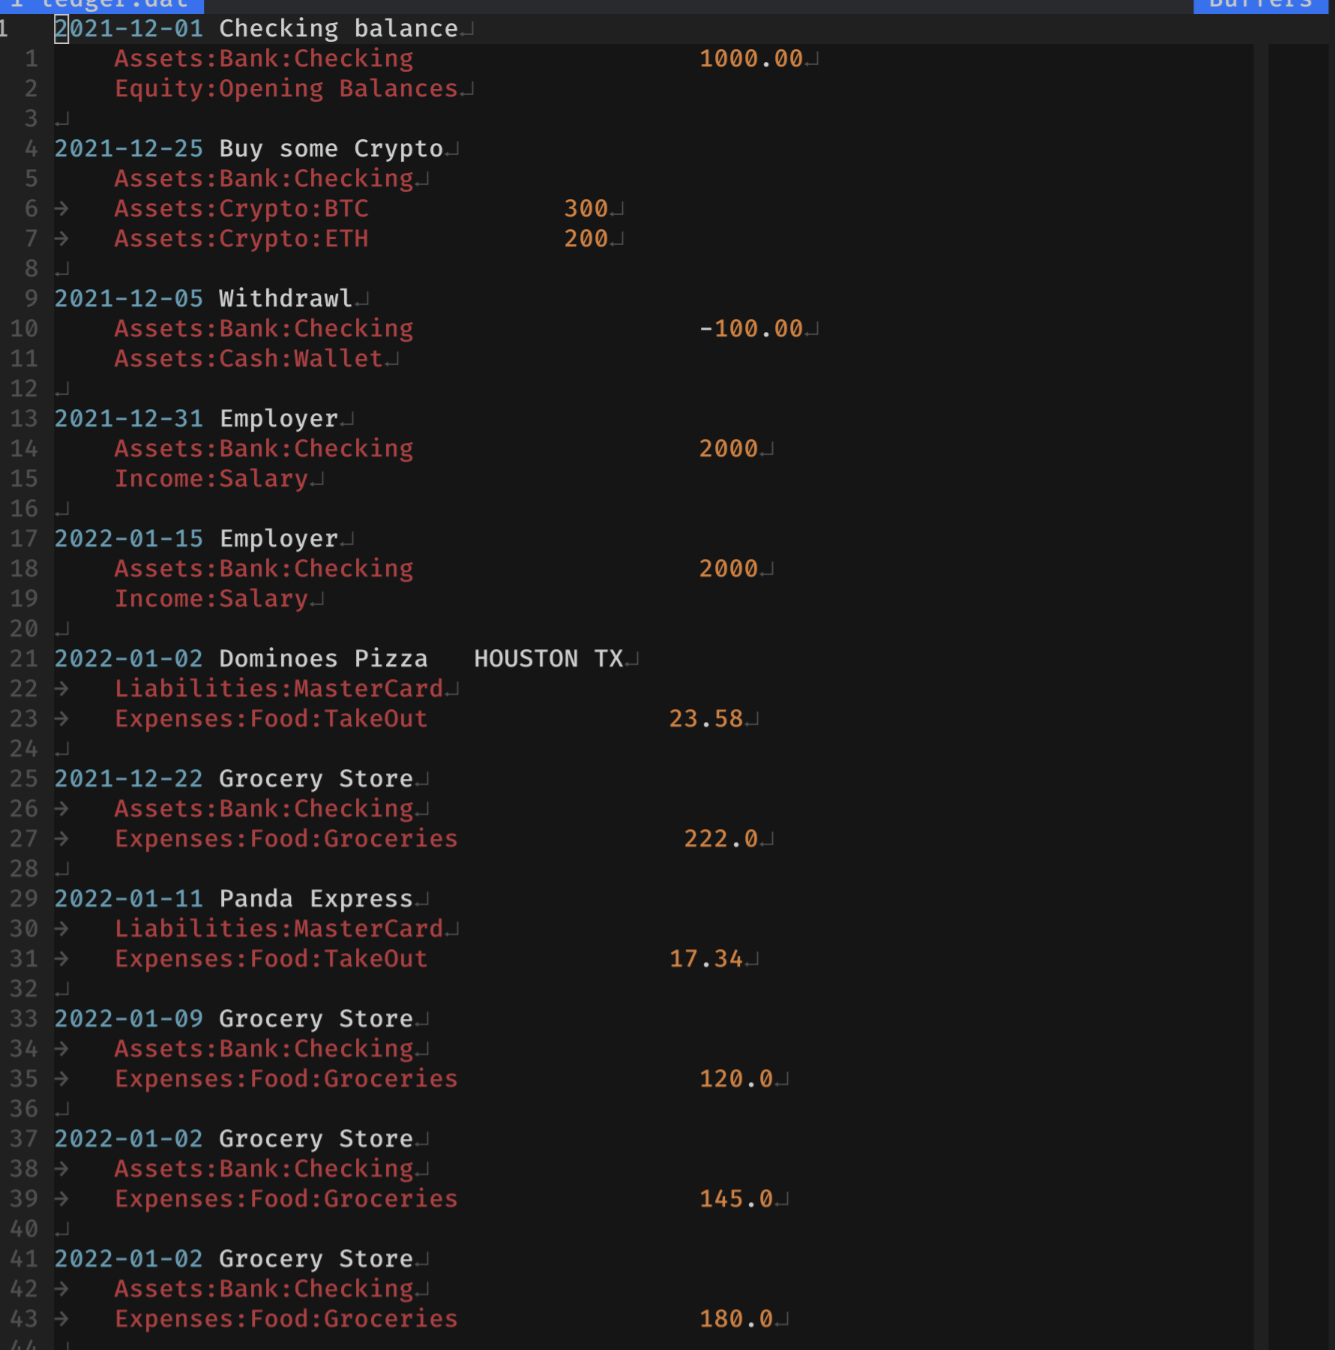 1 ledger.dat Buffers
1 2021-12-01 Checking balance
1 Assets:Bank:Checking 1000.00
2 Equity:Opening Balances
3
4 2021-12-25 Buy some Crypto
5 Assets:Bank:Checking
6 Assets:Crypto:BTC 300
7 Assets:Crypto:ETH 200
8
9 2021-12-05 Withdrawl
10 Assets:Bank:Checking -100.00
11 Assets:Cash:Wallet
12
13 2021-12-31 Employer
14 Assets:Bank:Checking 2000
15 Income:Salary
16
17 2022-01-15 Employer
18 Assets:Bank:Checking 2000
19 Income:Salary
20
21 2022-01-02 Dominoes Pizza HOUSTON TX
22 Liabilities:MasterCard
23 Expenses:Food:TakeOut 23.58
24
25 2021-12-22 Grocery Store
26 Assets:Bank:Checking
27 Expenses:Food:Groceries 222.0
28
29 2022-01-11 Panda Express
30 Liabilities:MasterCard
31 Expenses:Food:TakeOut 17.34
32
33 2022-01-09 Grocery Store
34 Assets:Bank:Checking
35 Expenses:Food:Groceries 120.0
36
37 2022-01-02 Grocery Store
38 Assets:Bank:Checking
39 Expenses:Food:Groceries 145.0
40
41 2022-01-02 Grocery Store
42 Assets:Bank:Checking
43 Expenses:Food:Groceries 180.0
44